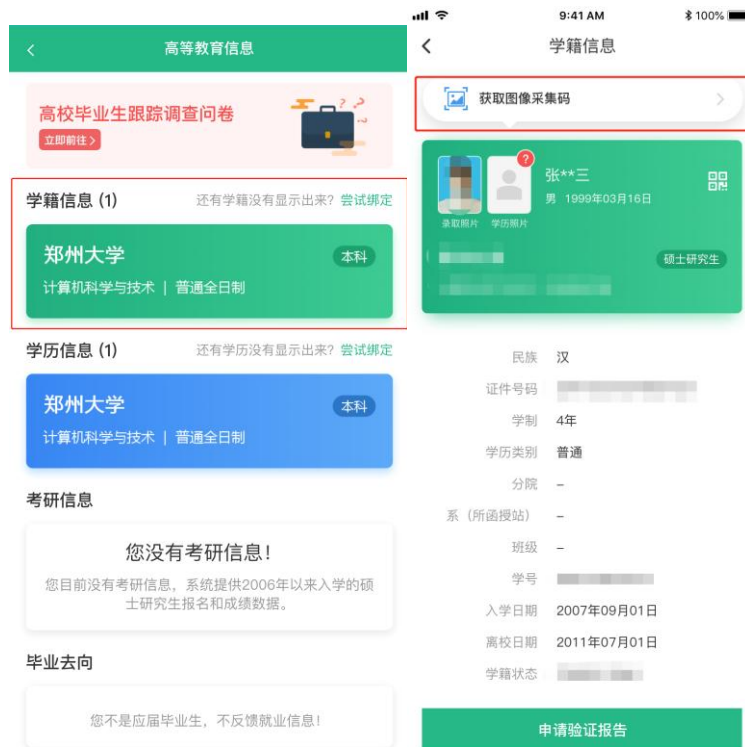 高等教育信息
高校毕业生跟踪调查问卷
立即前往>
学籍信息 (1) 还有学籍没有显示出来? 尝试绑定
郑州大学 本科
计算机科学与技术 | 普通全日制
学历信息 (1) 还有学历没有显示出来? 尝试绑定
郑州大学 本科
计算机科学与技术 | 普通全日制
考研信息
您没有考研信息!
您目前没有考研信息,系统提供2006年以来入学的硕
士研究生报名和成绩数据。
毕业去向
您不是应届毕业生,不反馈就业信息!
9:41 AM 100%
学籍信息
获取图像采集码
张**三
男 1999年03月16日
录取照片 学历照片
硕士研究生
民族 汉
证件号码
学制 4年
学历类别 普通
分院 –
系(所函授站) –
班级 –
学号
入学日期 2007年09月01日
离校日期 2011年07月01日
学籍状态
申请验证报告